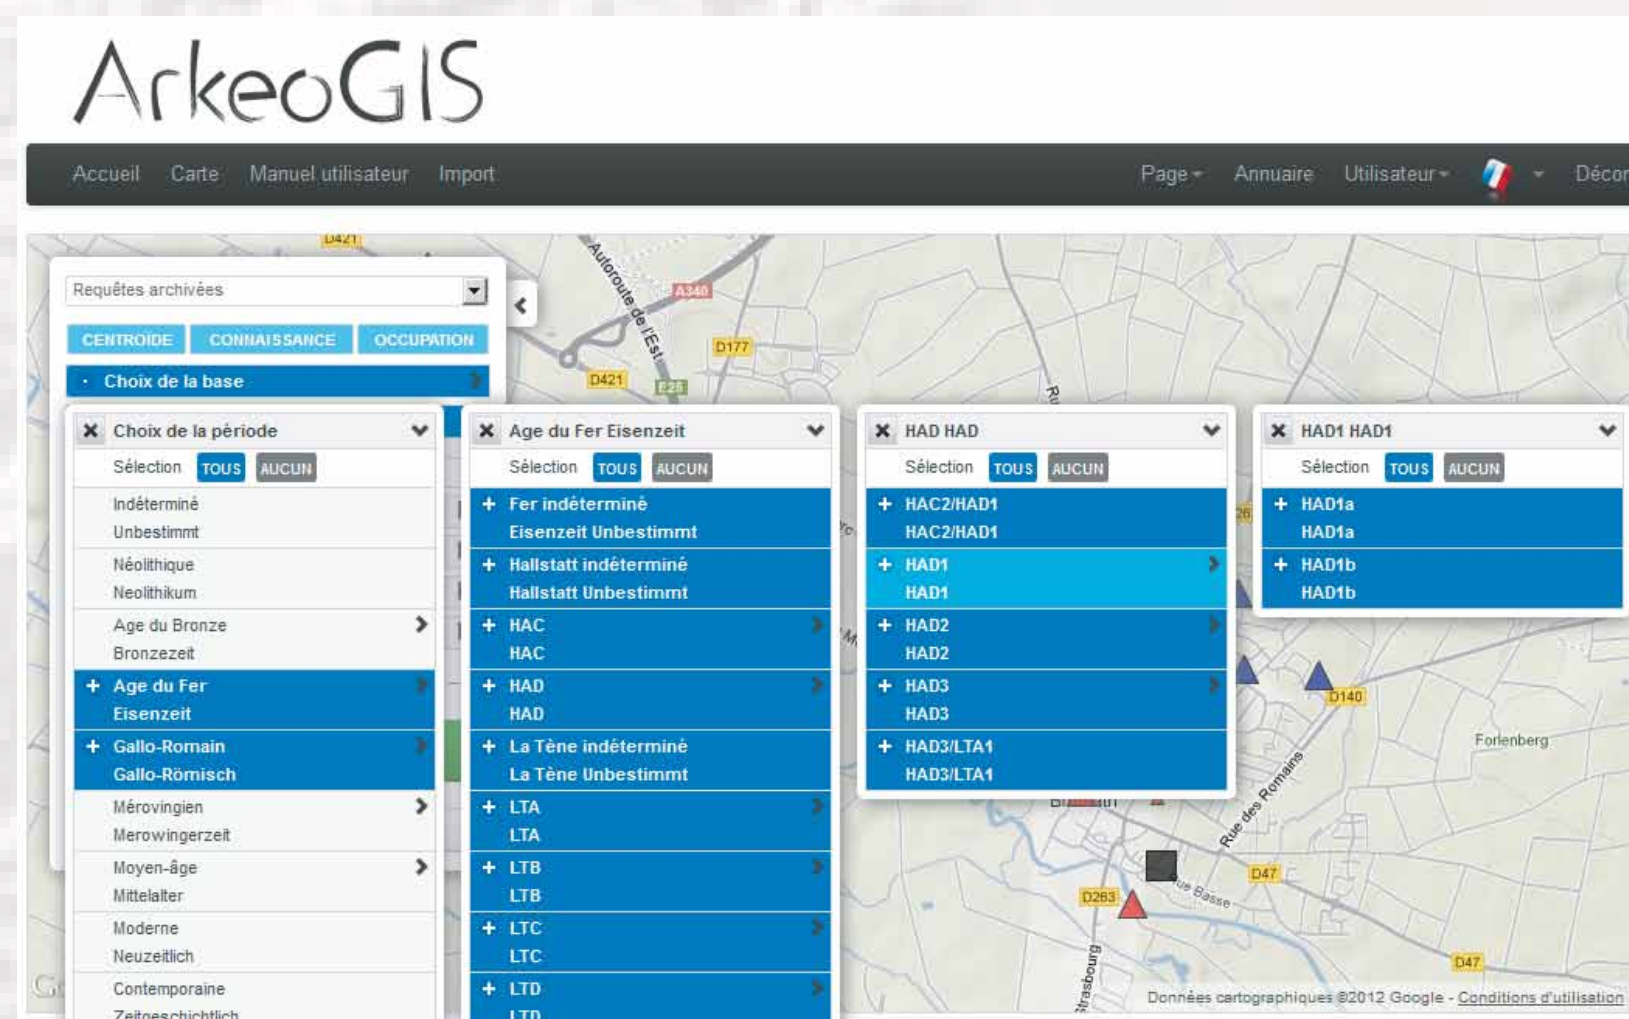 ArkeoGIS
Accueil Carte Manuel utilisateur Import Page Annuaire Utilisateur
D421
Requêtes archivées
CENTROÏDE CONNAISSANCE OCCUPATION
Choix de la base
Autoroute de l'Est
A340
D177
D421
E25
Choix de la période
Sélection TOUS AUCUN
Indéterminé
Unbestimmt
Néolithique
Neolithikum
Age du Bronze
Bronzezeit
+ Age du Fer
Eisenzeit
+ Gallo-Romain
Gallo-Römisch
Mérovingien
Merowingerzeit
Moyen-âge
Mittelalter
Moderne
Neuzeitlich
Contemporaine
Zeitgeschichtlich
Age du Fer Eisenzeit
Sélection TOUS AUCUN
+ Fer indéterminé
Eisenzeit Unbestimmt
+ Hallstatt indéterminé
Hallstatt Unbestimmt
+ HAC
HAC
+ HAD
HAD
+ La Tène indéterminé
La Tène Unbestimmt
+ LTA
LTA
+ LTB
LTB
+ LTC
LTC
+ LTD
LTD
HAD HAD
Sélection TOUS AUCUN
+ HAC2/HAD1
HAC2/HAD1
+ HAD1
HAD1
+ HAD2
HAD2
+ HAD3
HAD3
+ HAD3/LTA1
HAD3/LTA1
HAD1 HAD1
Sélection TOUS AUCUN
+ HAD1a
HAD1a
+ HAD1b
HAD1b
D140
Forlenberg
Rue des Romains
D47
Rue Basse
D263
D47
Strasbourg
Données cartographiques ©2012 Google - Conditions d'utilisation